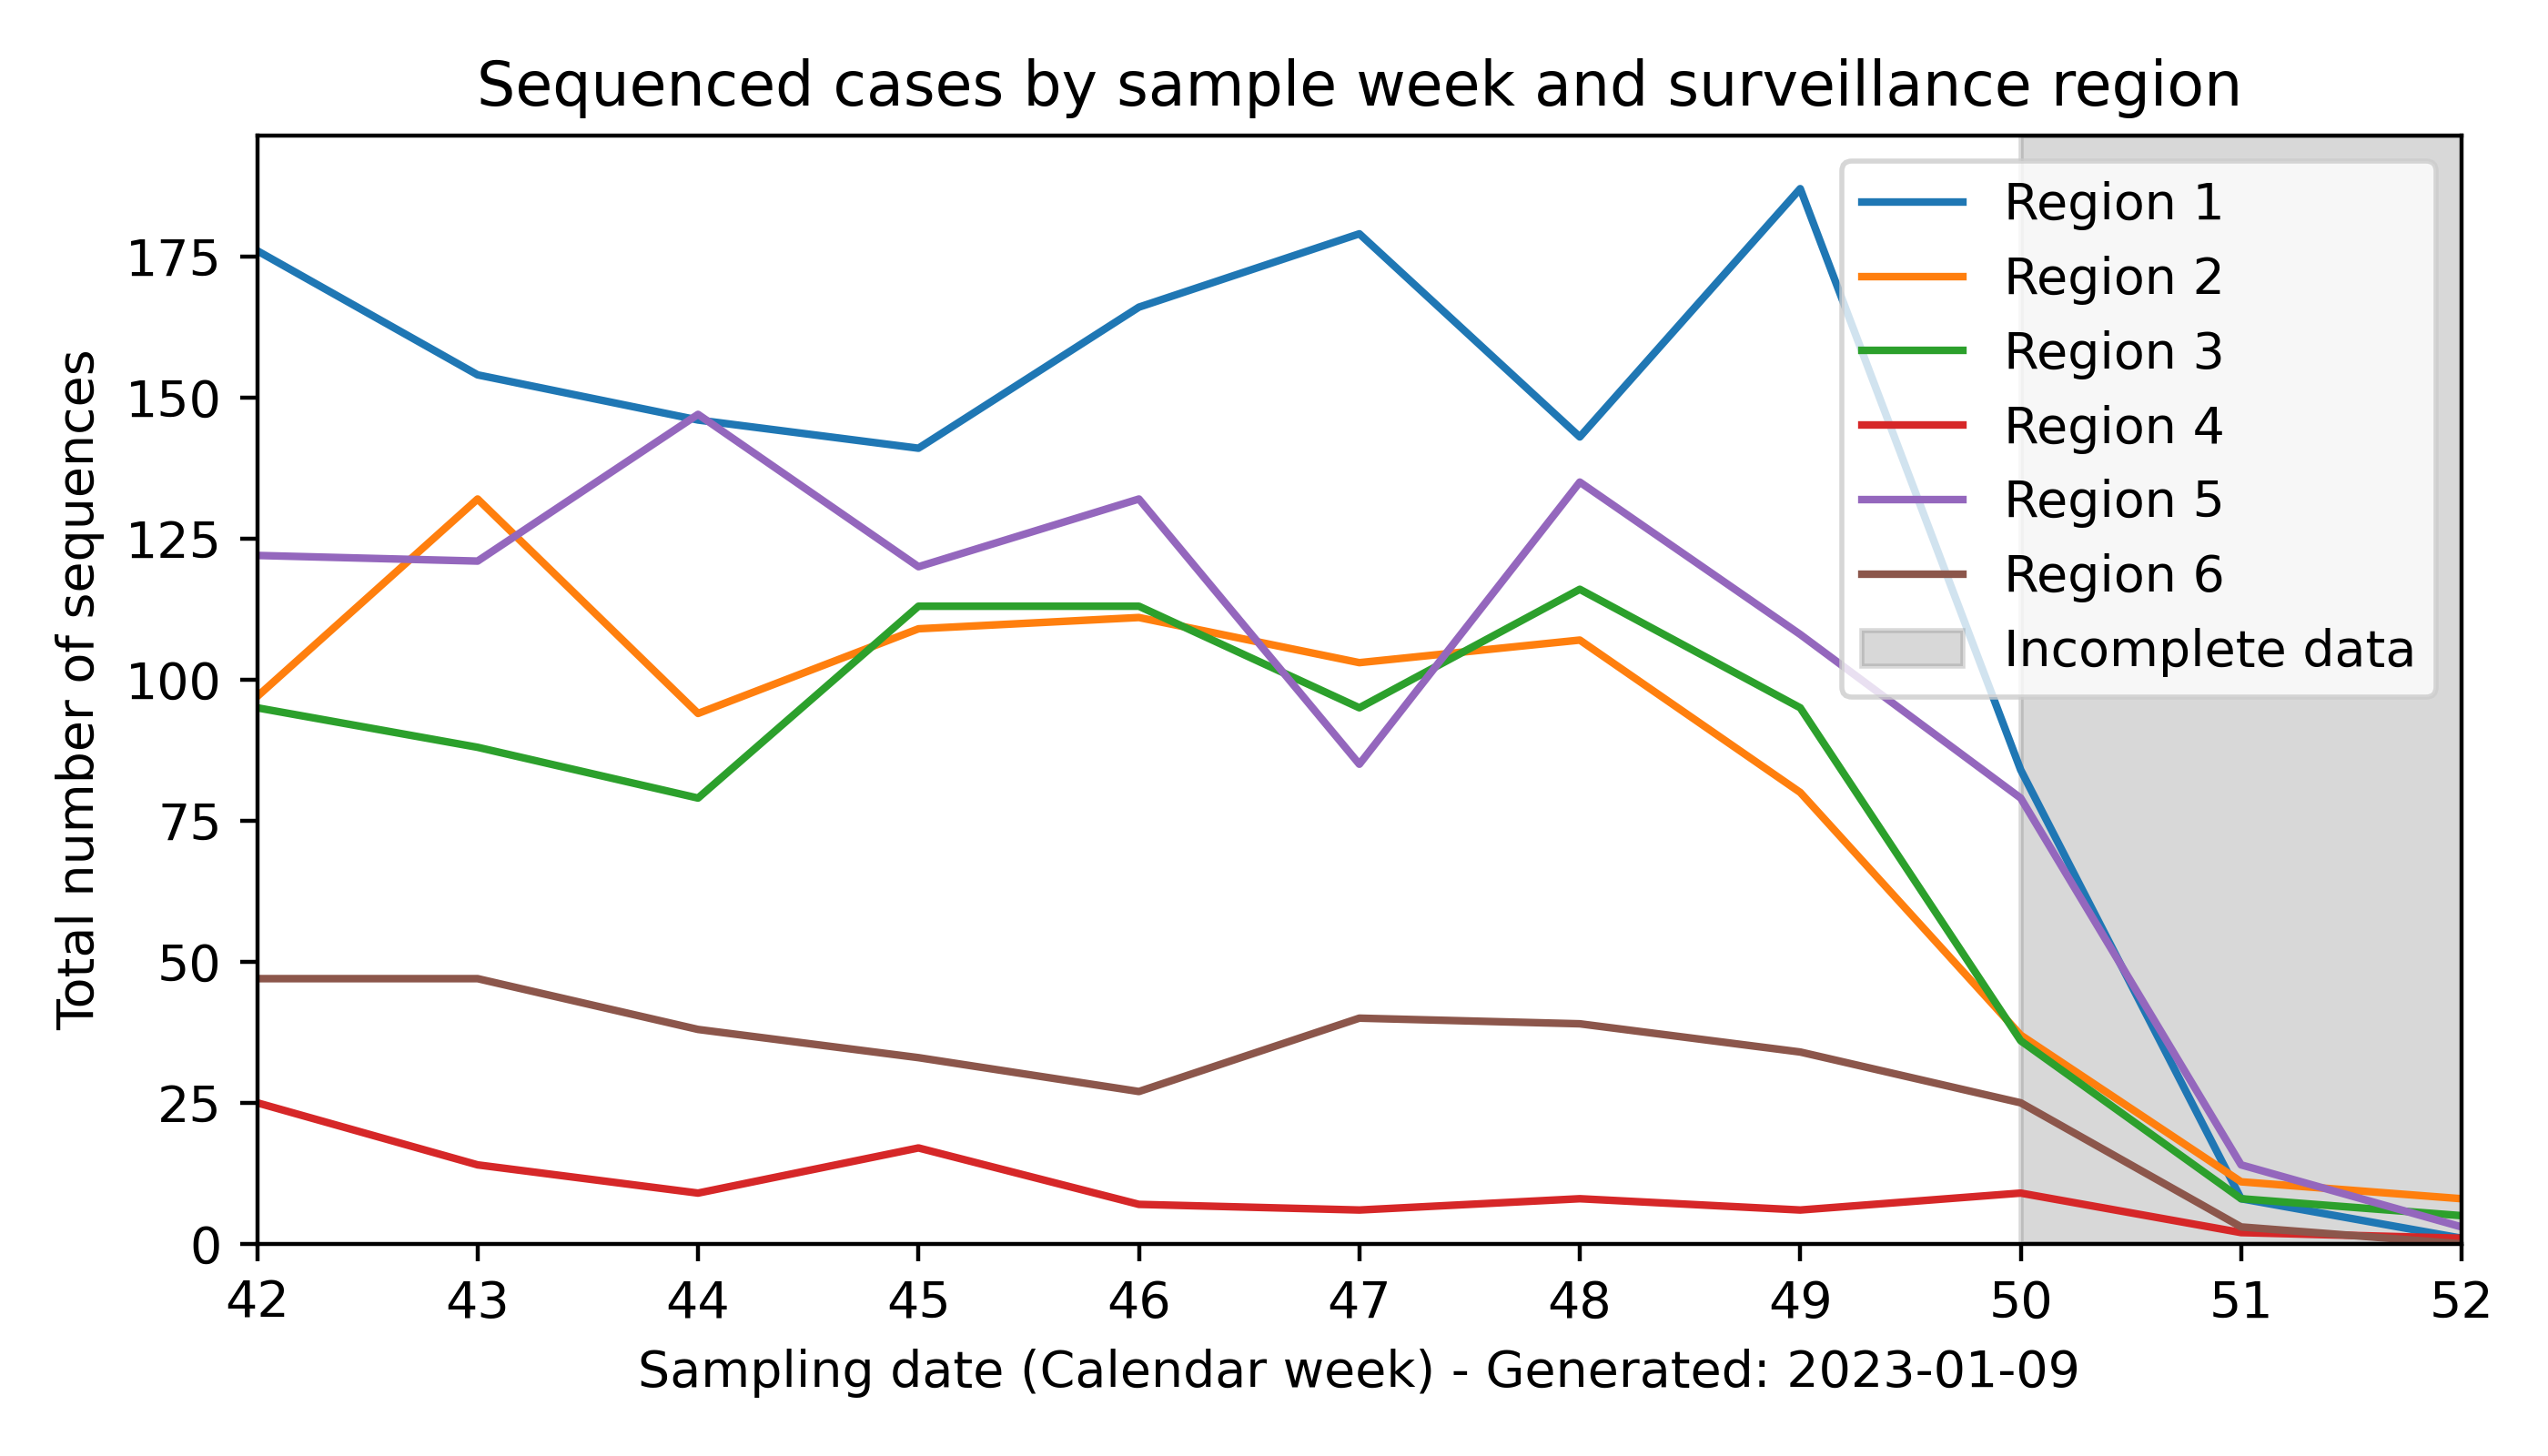 Sequenced cases by sample week and surveillance region
Region 1
Region 2
Region 3
Region 4
Region 5
Region 6
Incomplete data
Total number of sequences
175
150
125
100
75
50
25
0
42 43 44 45 46 47 48 49 50 51 52
Sampling date (Calendar week) - Generated: 2023-01-09